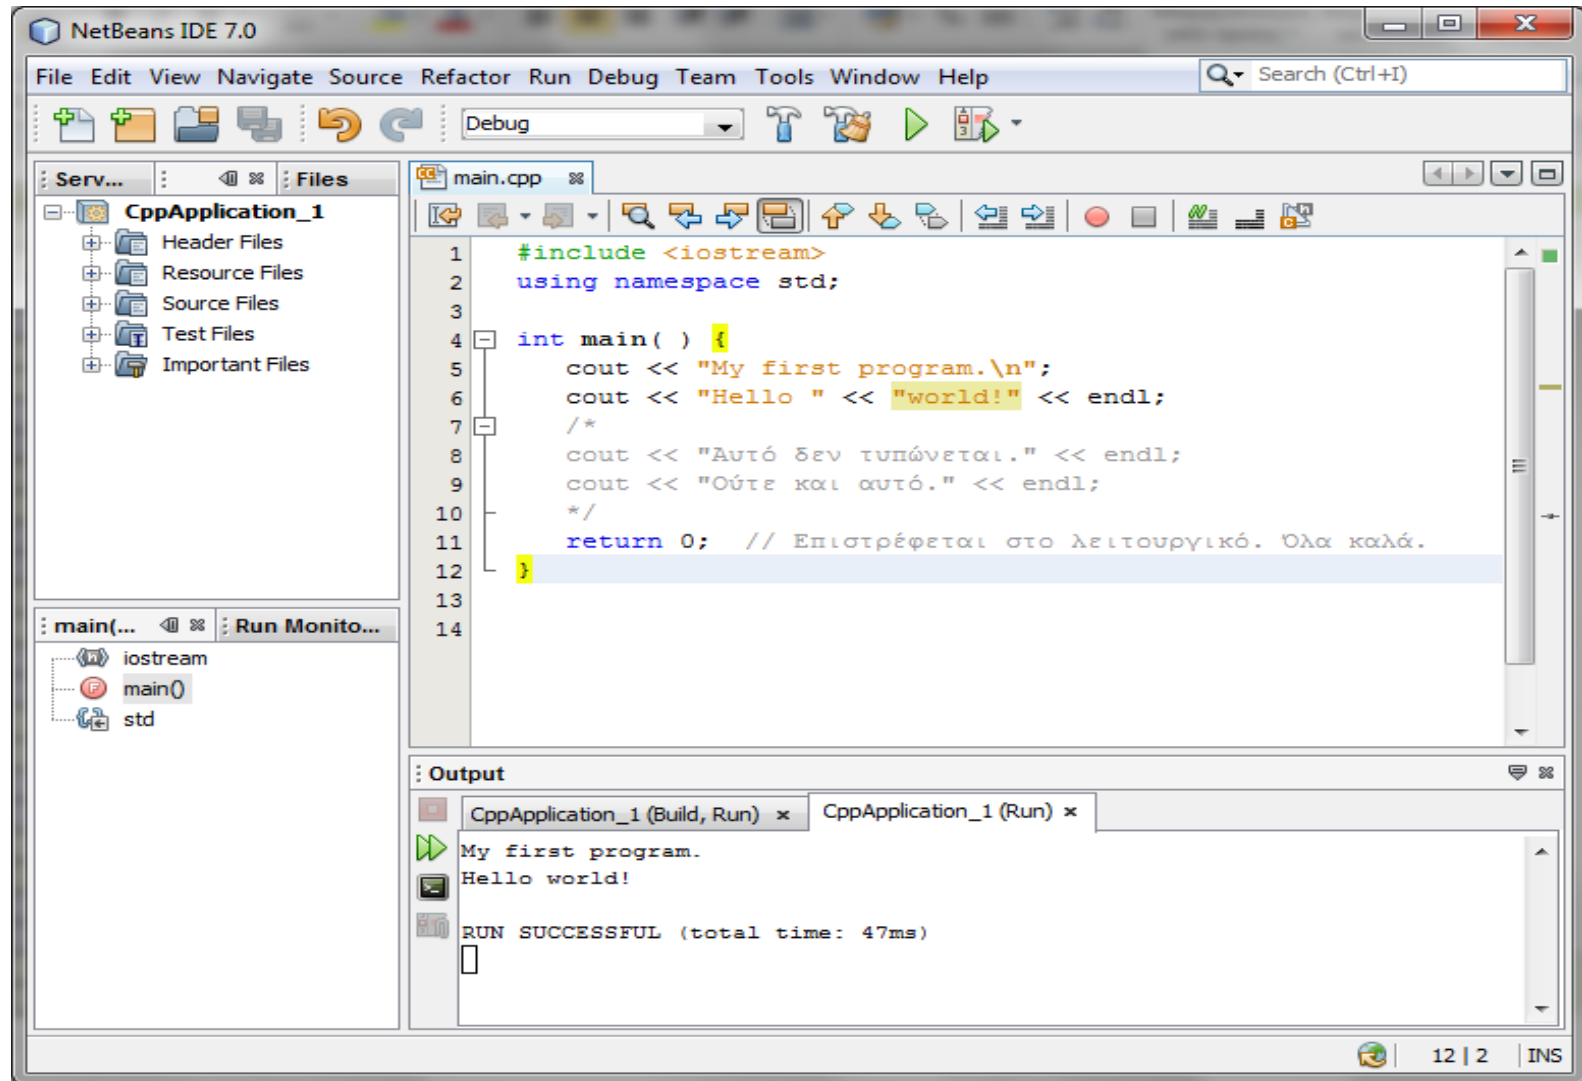 NetBeans IDE 7.0
File Edit View Navigate Source Refactor Run Debug Team Tools Window Help
Search (Ctrl+I)
Debug
Serv...
Files
CppApplication_1
Header Files
Resource Files
Source Files
Test Files
Important Files
main(...
Run Monito...
iostream
main()
std
main.cpp
1 #include <iostream>
2 using namespace std;
3
4 int main( ) {
5 cout << "My first program.\n";
6 cout << "Hello " << "world!" << endl;
7 /*
8 cout << "Αυτό δεν τυπώνεται." << endl;
9 cout << "Ούτε και αυτό." << endl;
10 */
11 return 0; // Επιστρέφεται στο λειτουργικό. Όλα καλά.
12 }
13
14
Output
CppApplication_1 (Build, Run)
CppApplication_1 (Run)
My first program.
Hello world!
RUN SUCCESSFUL (total time: 47ms)
12 | 2
INS